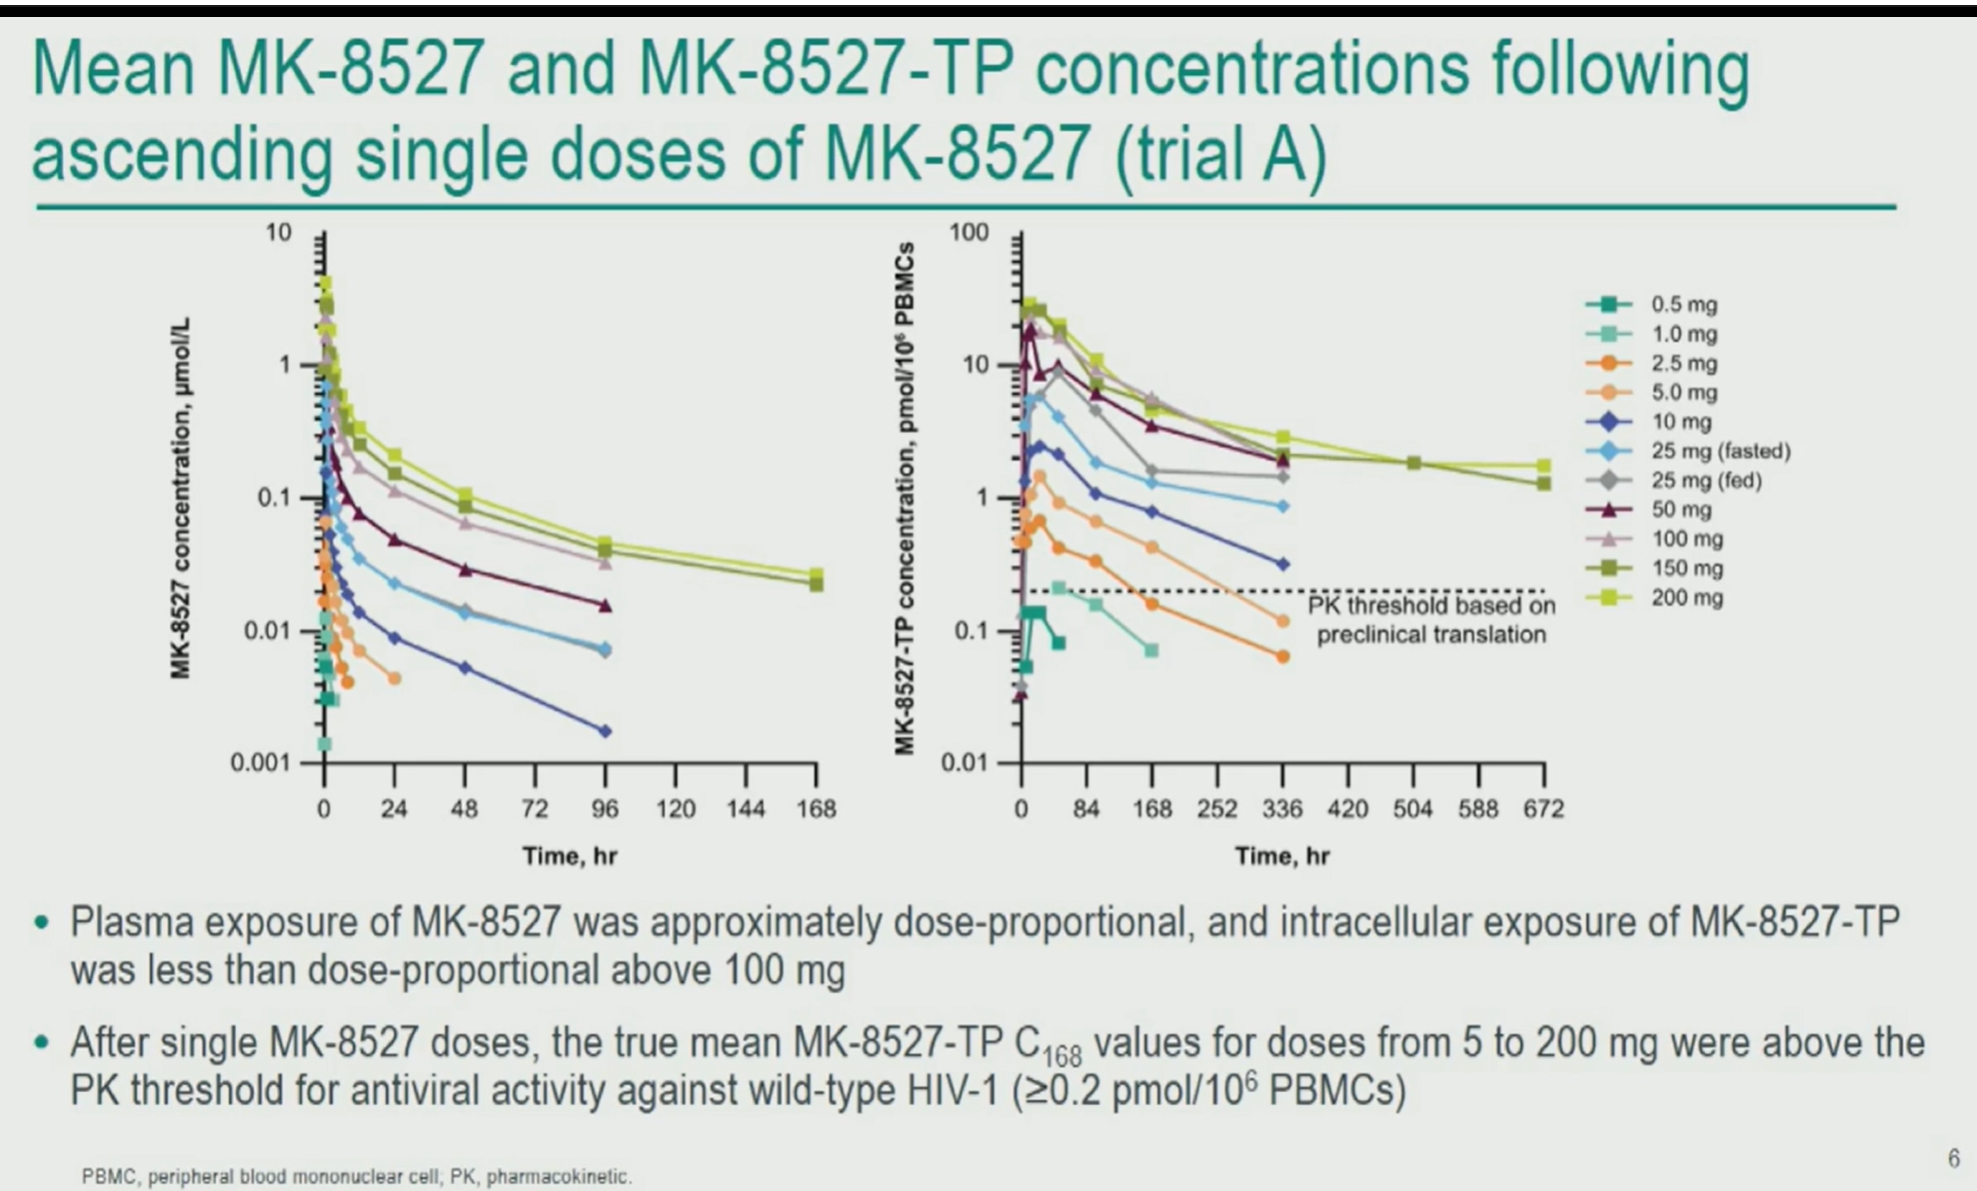 Mean MK-8527 and MK-8527-TP concentrations following
ascending single doses of MK-8527 (trial A)
MK-8527 concentration, µmol/L
10
1
0.1
0.01
0.001
0
24
48
72
96
120
144
168
Time, hr
MK-8527-TP concentration, pmol/10⁶ PBMCs
100
10
1
0.1
0.01
0
84
168
252
336
420
504
588
672
Time, hr
PK threshold based on
preclinical translation
0.5 mg
1.0 mg
2.5 mg
5.0 mg
10 mg
25 mg (fasted)
25 mg (fed)
50 mg
100 mg
150 mg
200 mg
• Plasma exposure of MK-8527 was approximately dose-proportional, and intracellular exposure of MK-8527-TP
was less than dose-proportional above 100 mg
• After single MK-8527 doses, the true mean MK-8527-TP C₁₆₈ values for doses from 5 to 200 mg were above the
PK threshold for antiviral activity against wild-type HIV-1 (≥0.2 pmol/10⁶ PBMCs)
PBMC, peripheral blood mononuclear cell; PK, pharmacokinetic.
6